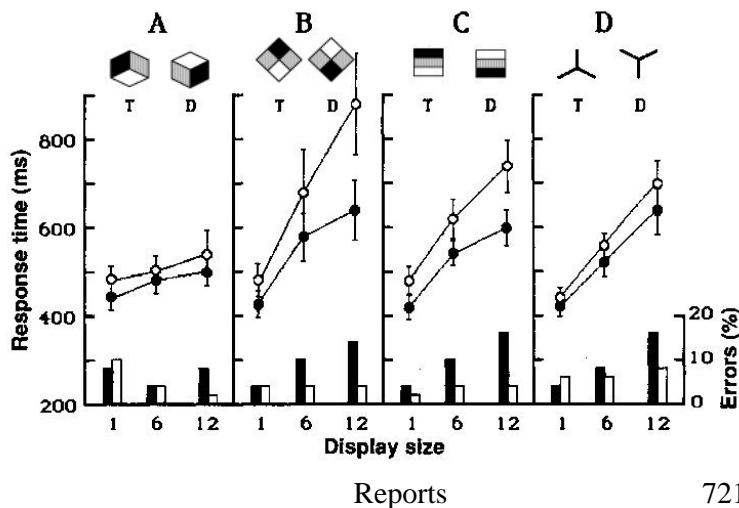 A B C D
T D T D T D T D
800
600
400
200
Response time (ms)
20
10
0
Errors (%)
1 6 12 1 6 12 1 6 12 1 6 12
Display size
Reports 721